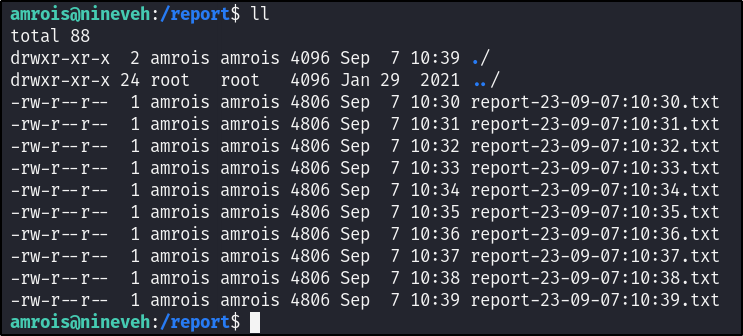 amrois@nineveh:/report$ ll
total 88
drwxr-xr-x  2 amrois amrois 4096 Sep  7 10:39 ./
drwxr-xr-x 24 root   root   4096 Jan 29  2021 ../
-rw-r--r--  1 amrois amrois 4806 Sep  7 10:30 report-23-09-07:10:30.txt
-rw-r--r--  1 amrois amrois 4806 Sep  7 10:31 report-23-09-07:10:31.txt
-rw-r--r--  1 amrois amrois 4806 Sep  7 10:32 report-23-09-07:10:32.txt
-rw-r--r--  1 amrois amrois 4806 Sep  7 10:33 report-23-09-07:10:33.txt
-rw-r--r--  1 amrois amrois 4806 Sep  7 10:34 report-23-09-07:10:34.txt
-rw-r--r--  1 amrois amrois 4806 Sep  7 10:35 report-23-09-07:10:35.txt
-rw-r--r--  1 amrois amrois 4806 Sep  7 10:36 report-23-09-07:10:36.txt
-rw-r--r--  1 amrois amrois 4806 Sep  7 10:37 report-23-09-07:10:37.txt
-rw-r--r--  1 amrois amrois 4806 Sep  7 10:38 report-23-09-07:10:38.txt
-rw-r--r--  1 amrois amrois 4806 Sep  7 10:39 report-23-09-07:10:39.txt
amrois@nineveh:/report$